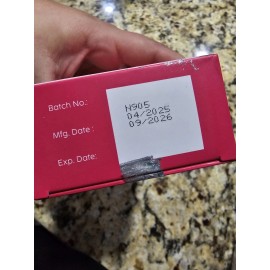 Batch No.: N905
Mfg. Date : 04/2025
Exp. Date: 09/2026